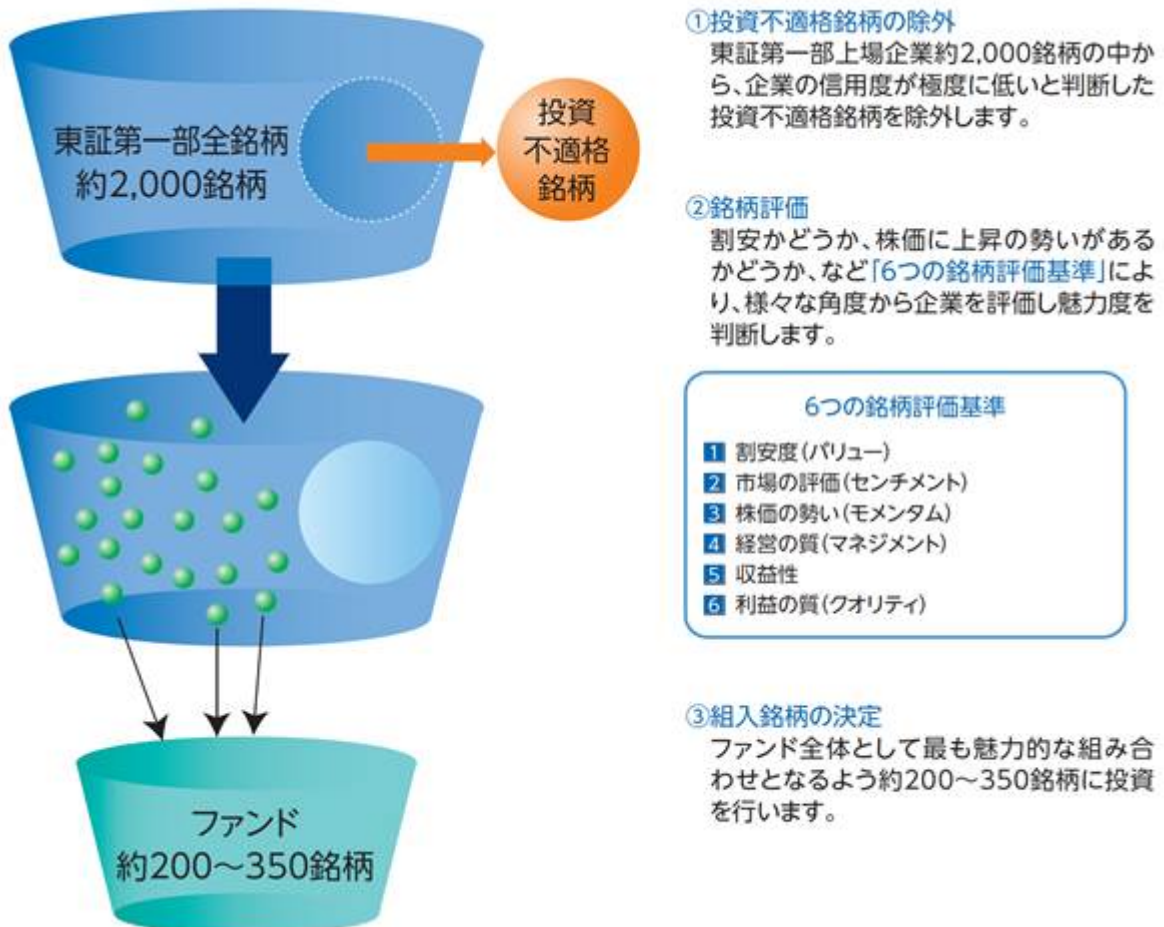 東証第一部全銘柄
約2,000銘柄
投資
不適格
銘柄
ファンド
約200〜350銘柄
①投資不適格銘柄の除外
東証第一部上場企業約2,000銘柄の中か
ら、企業の信用度が極度に低いと判断した
投資不適格銘柄を除外します。
②銘柄評価
割安かどうか、株価に上昇の勢いがある
かどうか、など「6つの銘柄評価基準」によ
り、様々な角度から企業を評価し魅力度を
判断します。
6つの銘柄評価基準
1 割安度(バリュー)
2 市場の評価(センチメント)
3 株価の勢い(モメンタム)
4 経営の質(マネジメント)
5 収益性
6 利益の質(クオリティ)
③組入銘柄の決定
ファンド全体として最も魅力的な組み合
わせとなるよう約200〜350銘柄に投資
を行います。